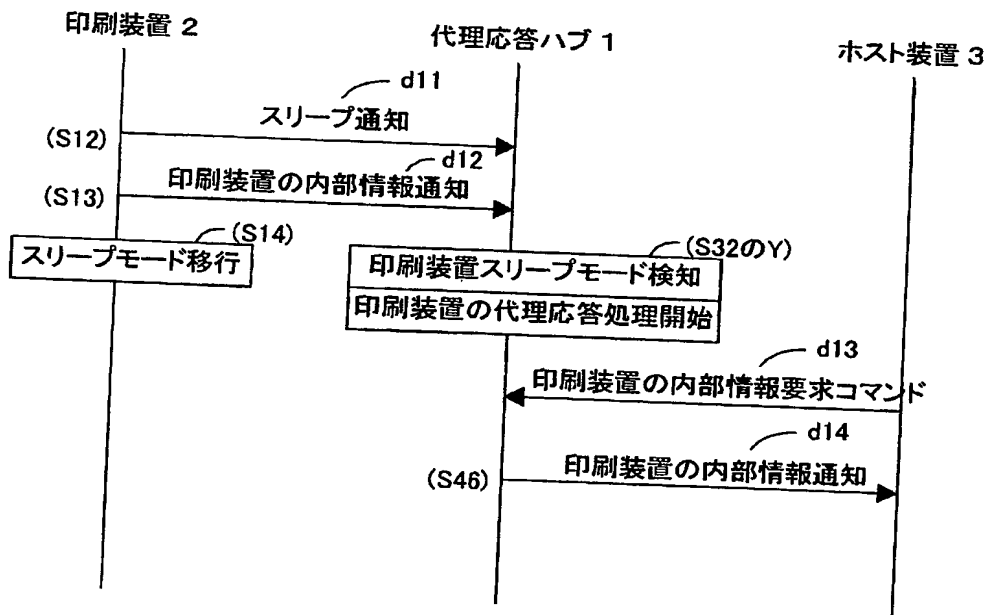 印刷装置 2
代理応答ハブ 1
ホスト装置 3
d11
スリープ通知
(S12)
d12
印刷装置の内部情報通知
(S13)
(S14)
スリープモード移行
(S32のY)
印刷装置スリープモード検知
印刷装置の代理応答処理開始
d13
印刷装置の内部情報要求コマンド
d14
印刷装置の内部情報通知
(S46)